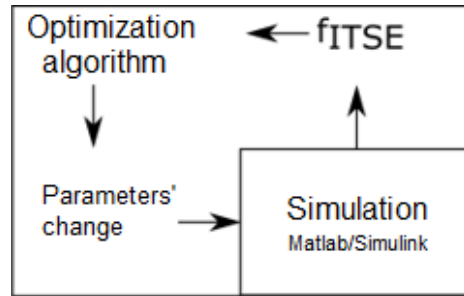 Optimization
algorithm
fITSE
Parameters'
change
Simulation
Matlab/Simulink